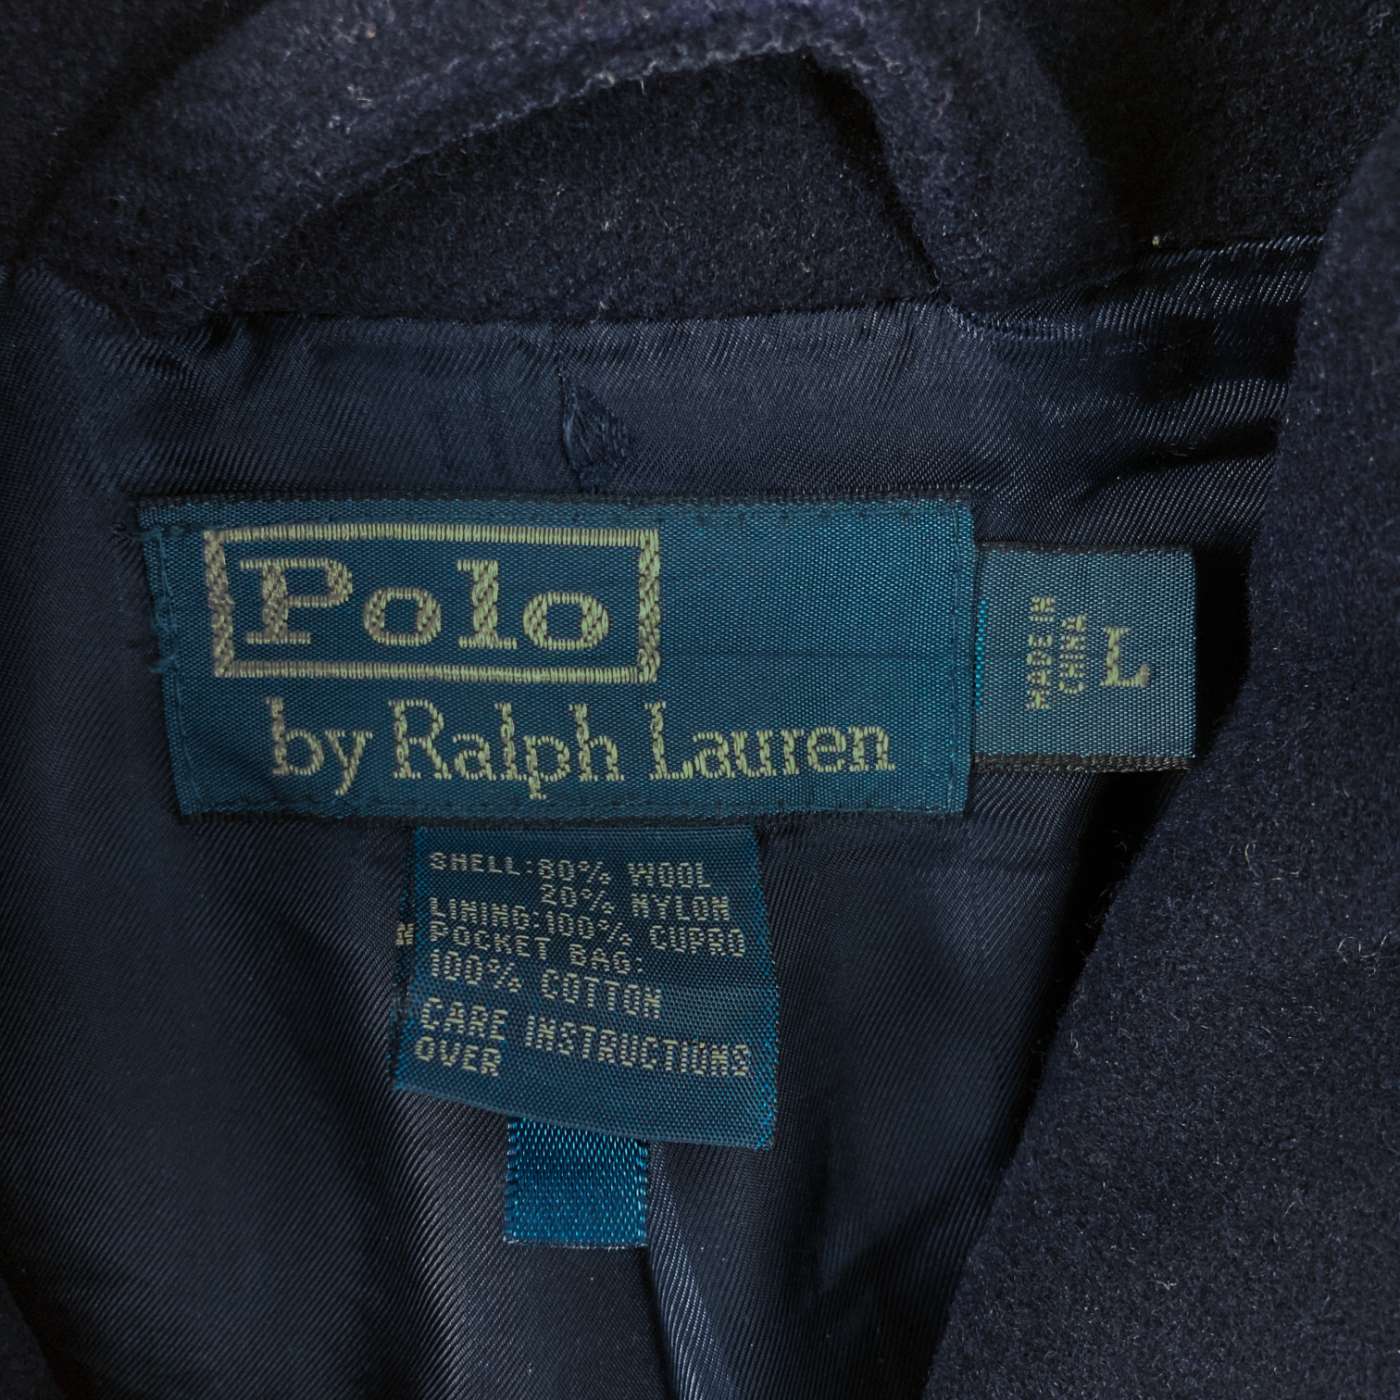 Polo
by Ralph Lauren
MADE IN
CHINA
L
SHELL:80% WOOL
20% NYLON
LINING:100% CUPRO
POCKET BAG:
100% COTTON
CARE INSTRUCTIONS
OVER